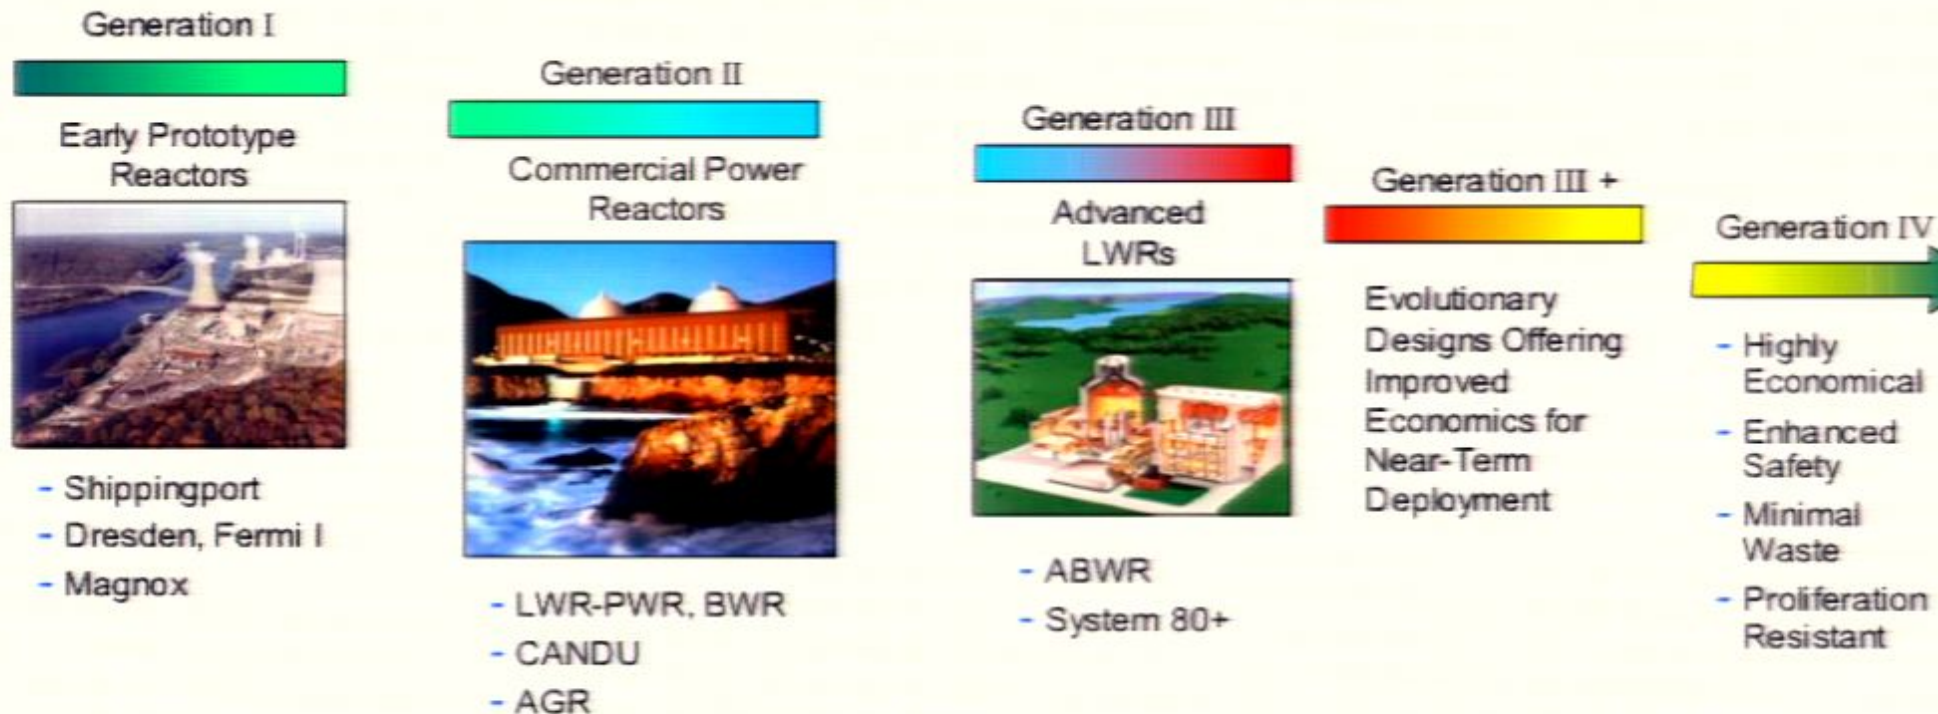 Generation I
Early Prototype
Reactors
- Shippingport
- Dresden, Fermi I
- Magnox
Generation II
Commercial Power
Reactors
- LWR-PWR, BWR
- CANDU
- AGR
Generation III
Advanced
LWRs
- ABWR
- System 80+
Generation III +
Evolutionary
Designs Offering
Improved
Economics for
Near-Term
Deployment
Generation IV
- Highly
Economical
- Enhanced
Safety
- Minimal
Waste
- Proliferation
Resistant